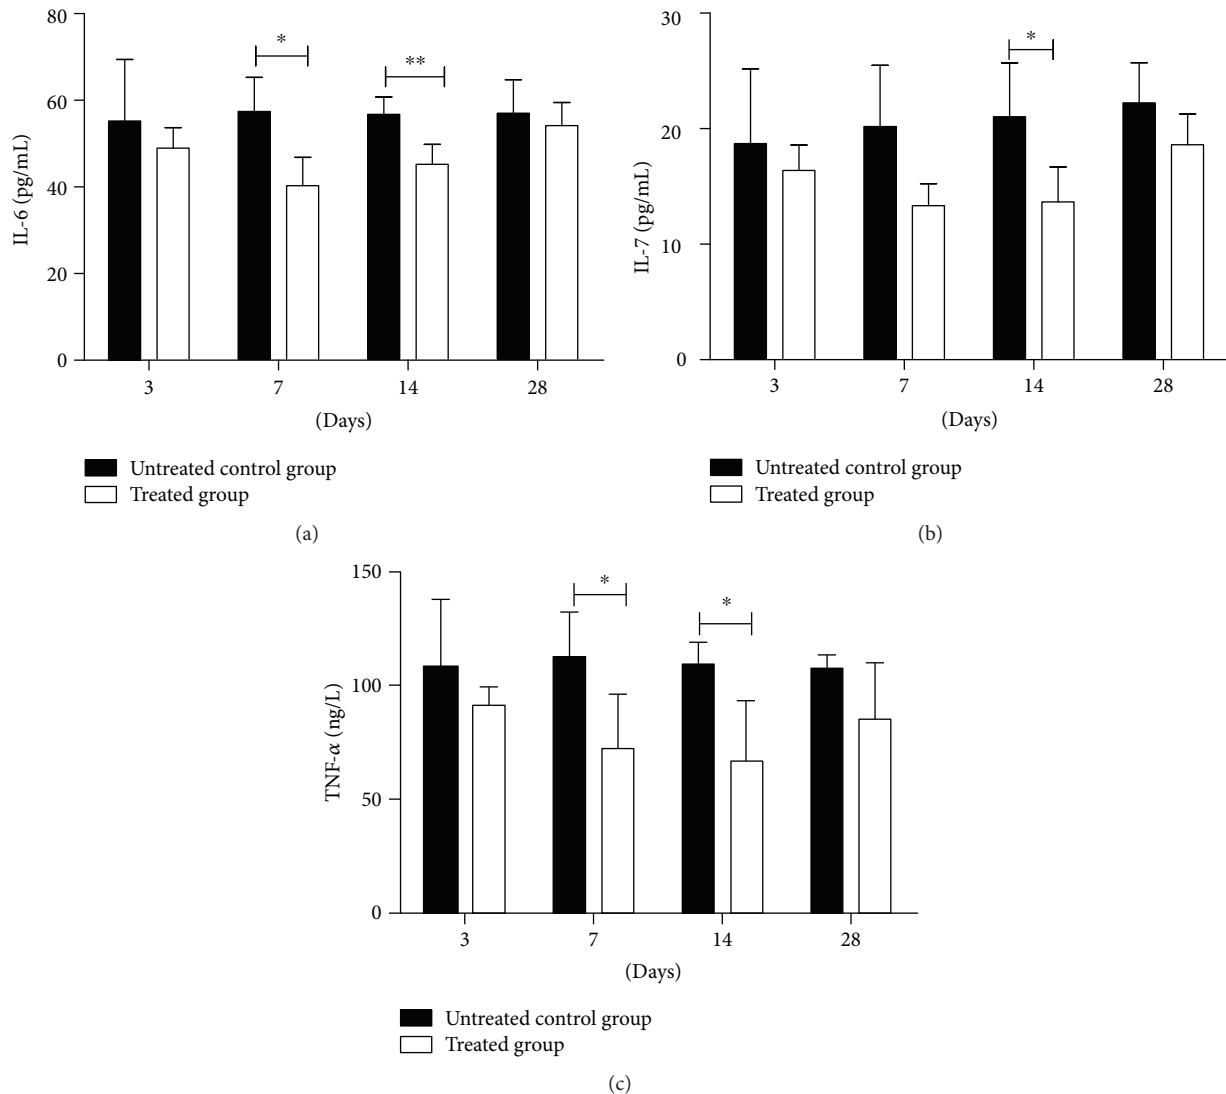 80
60
40
20
0
IL-6 (pg/mL)
*
**
3 7 14 28
(Days)
Untreated control group
Treated group
(a)
30
20
10
0
IL-7 (pg/mL)
*
3 7 14 28
(Days)
Untreated control group
Treated group
(b)
150
100
50
0
TNF-α (ng/L)
*
*
3 7 14 28
(Days)
Untreated control group
Treated group
(c)